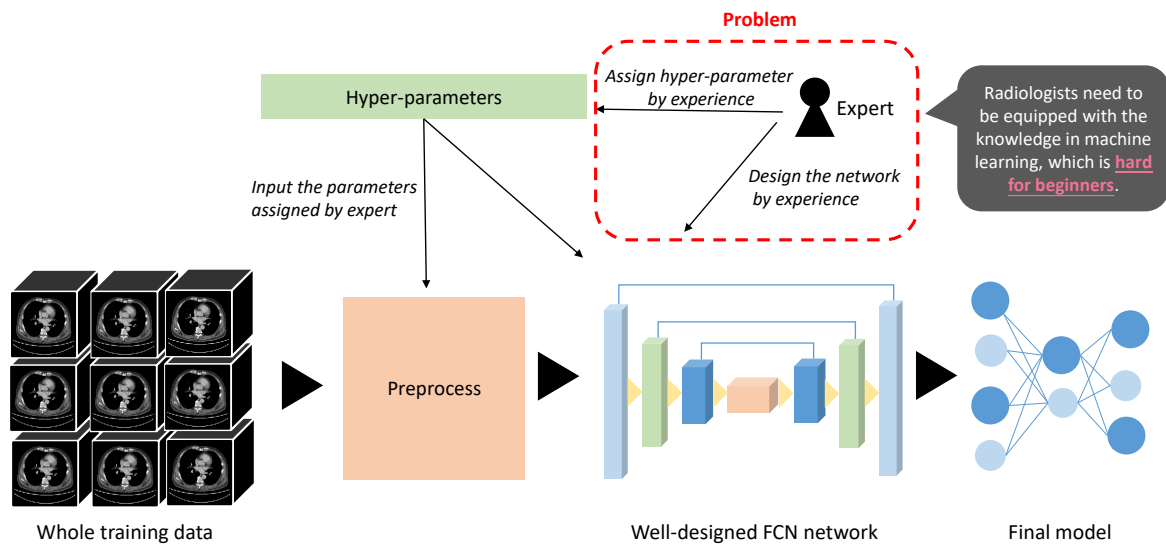 Problem
Assign hyper-parameter
by experience
Hyper-parameters
Expert
Radiologists need to
be equipped with the
knowledge in machine
learning, which is hard
for beginners.
Input the parameters
assigned by expert
Design the network
by experience
Preprocess
Whole training data
Well-designed FCN network
Final model